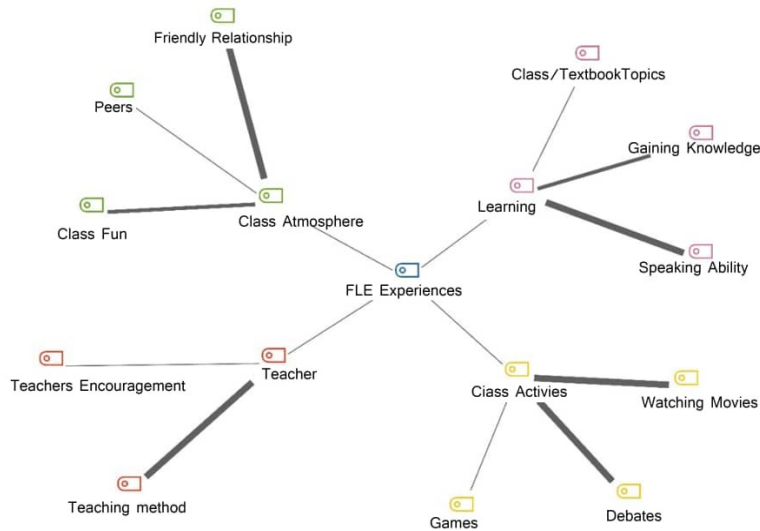 Friendly Relationship
Class/TextbookTopics
Peers
Gaining Knowledge
Learning
Class Atmosphere
Class Fun
Speaking Ability
FLE Experiences
Teacher
Teachers Encouragement
Ciass Activies
Watching Movies
Teaching method
Debates
Games